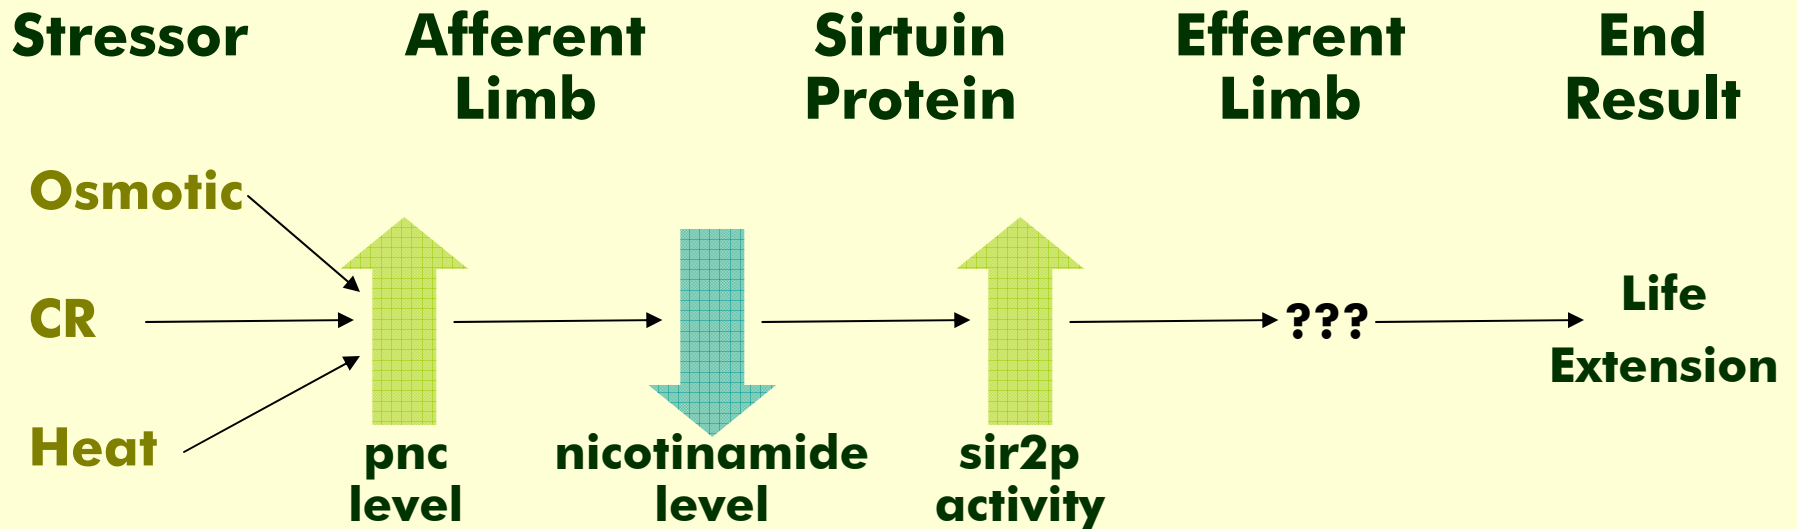 Stressor
Afferent
Limb
Sirtuin
Protein
Efferent
Limb
End
Result
Osmotic
CR
Heat
pnc
level
nicotinamide
level
sir2p
activity
???
Life
Extension